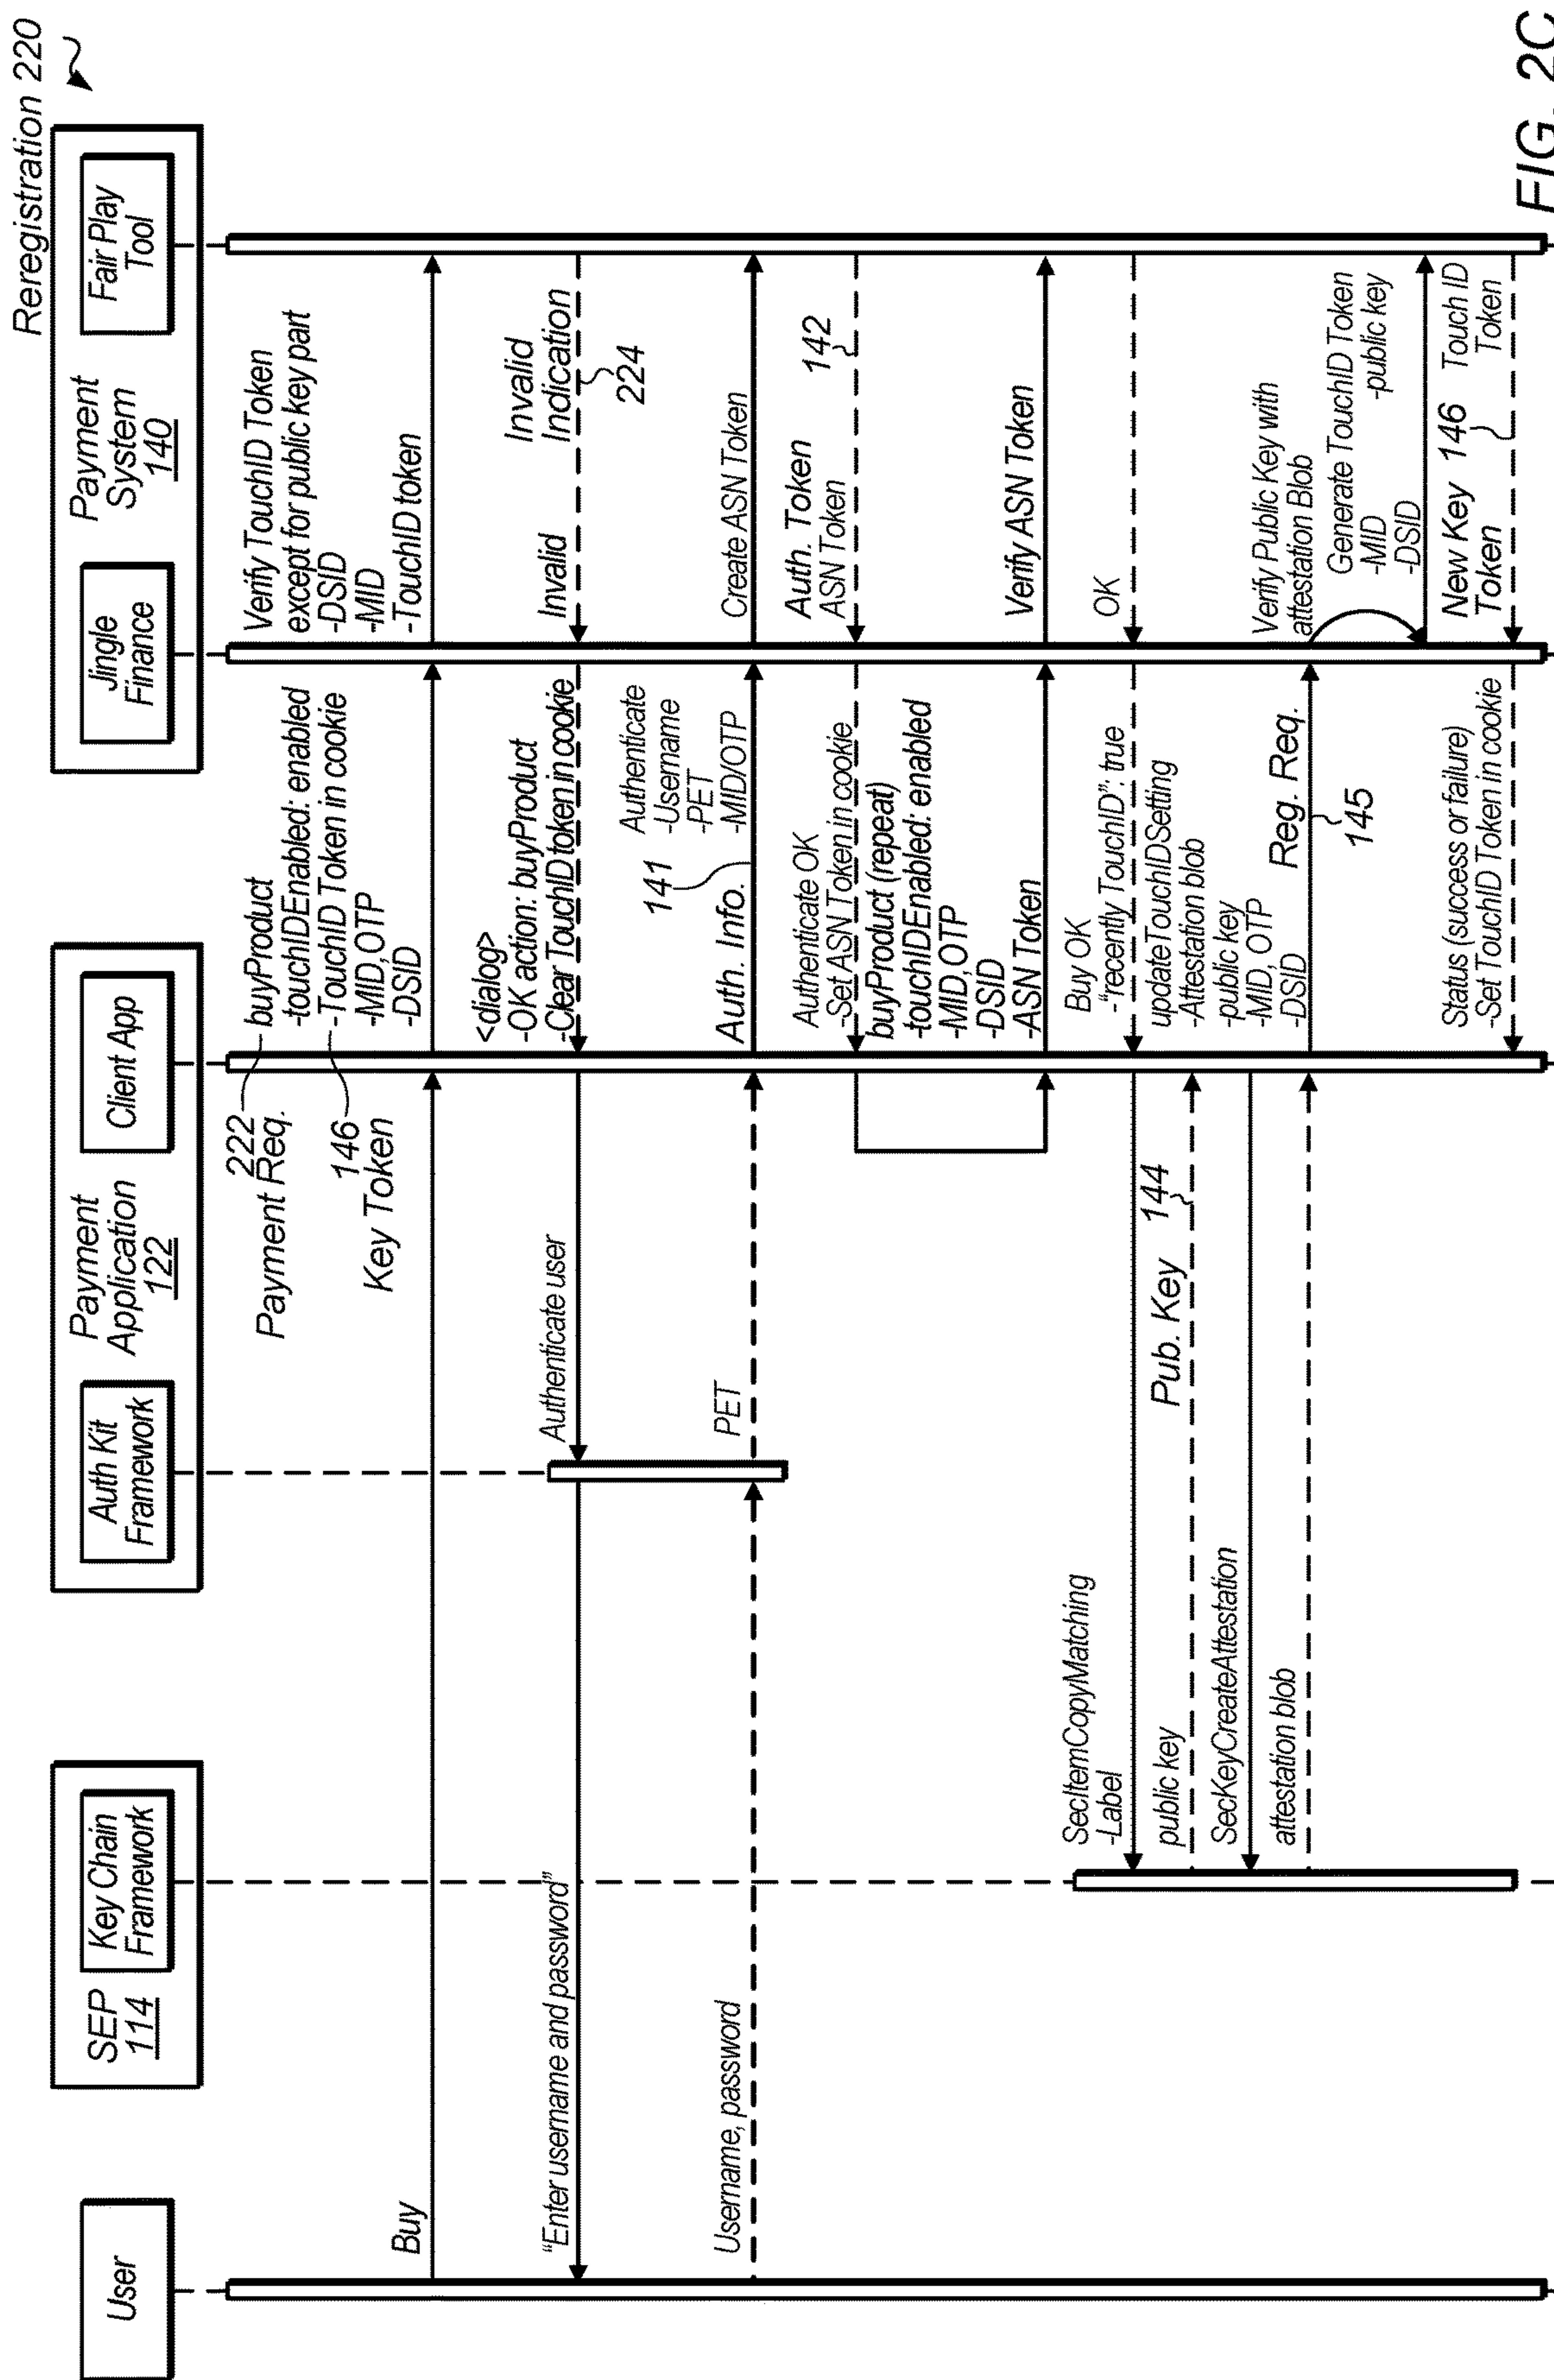 Reregistration 220
User
SEP
114
Key Chain
Framework
Payment
Application
122
Auth Kit
Framework
Client App
Payment
System
140
Jingle
Finance
Fair Play
Tool
Buy
222
Payment Req.
146
Key Token
buyProduct
-touchIDEnabled: enabled
-TouchID Token in cookie
-MID,OTP
-DSID
Verify TouchID Token
except for public key part
-DSID
-MID
-TouchID token
"Enter username and password"
Authenticate user
<dialog>
-OK action: buyProduct
-Clear TouchID token in cookie
Invalid
Invalid
Indication
224
Username, password
PET
Auth. Info.
141
Authenticate
-Username
-PET
-MID/OTP
Create ASN Token
Authenticate OK
-Set ASN Token in cookie
Auth. Token
ASN Token
142
buyProduct (repeat)
-touchIDEnabled: enabled
-MID,OTP
-DSID
-ASN Token
Verify ASN Token
SecItemCopyMatching
-Label
Buy OK
-"recently TouchID": true
OK
public key
Pub. Key
144
updateTouchIDSetting
-Attestation blob
-public key
-MID, OTP
-DSID
SecKeyCreateAttestation
attestation blob
Reg. Req.
145
Verify Public Key with
attestation Blob
Generate TouchID Token
-MID
-DSID
-public key
Status (success or failure)
-Set TouchID Token in cookie
New Key
Token
146
Touch ID
Token
FIG. 2C